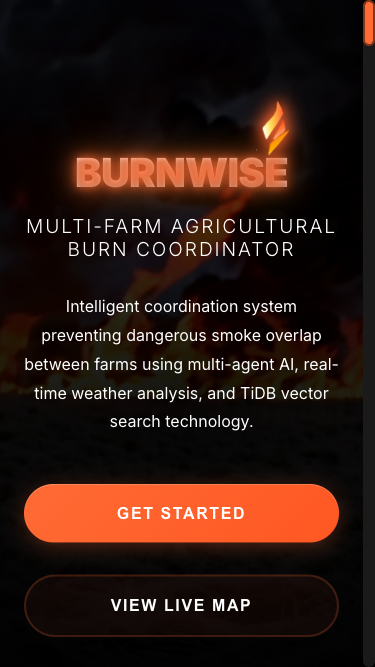 BURNWISE
MULTI-FARM AGRICULTURAL
BURN COORDINATOR
Intelligent coordination system
preventing dangerous smoke overlap
between farms using multi-agent AI, real-
time weather analysis, and TiDB vector
search technology.
GET STARTED
VIEW LIVE MAP